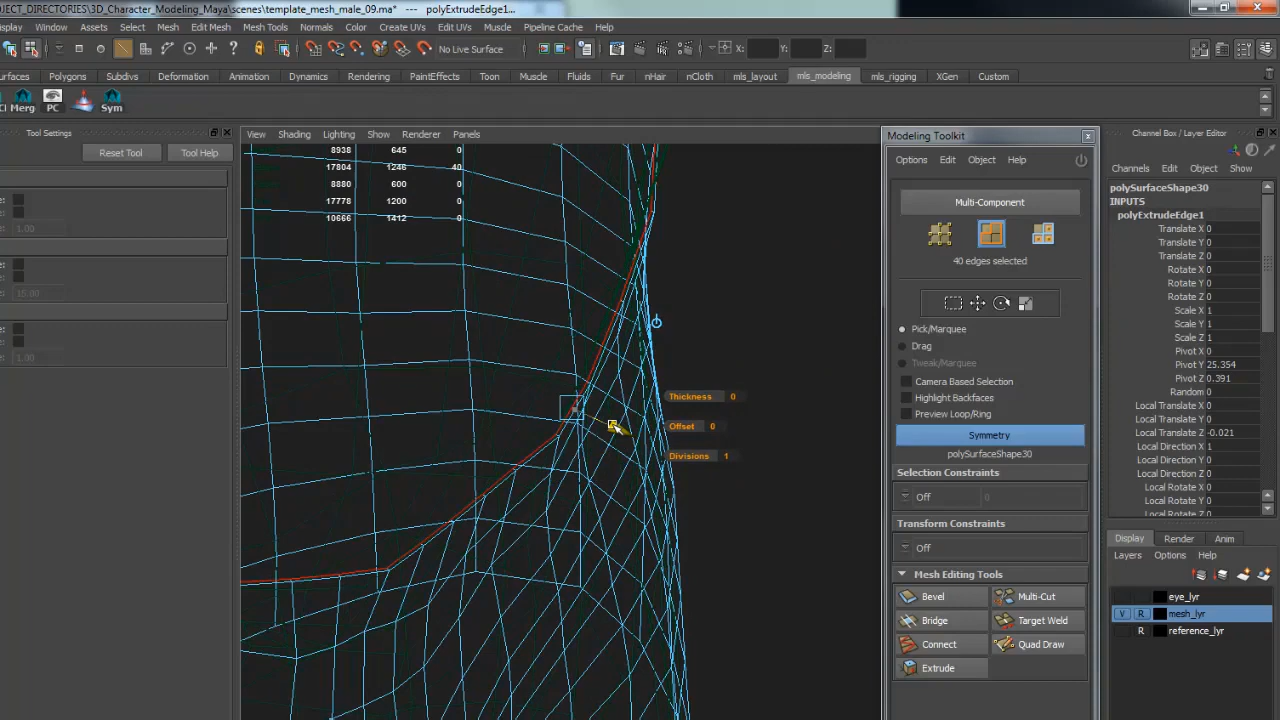 OJECT_DIRECTORIES\3D_Character_Modeling_Maya\scenes\template_mesh_male_09.ma* --- polyExtrudeEdge1...
isplay Window Assets Select Mesh Edit Mesh Mesh Tools Normals Color Create UVs Edit UVs Muscle Pipeline Cache Help
No Live Surface X: Y: Z:
urfaces Polygons Subdivs Deformation Animation Dynamics Rendering PaintEffects Toon Muscle Fluids Fur nHair nCloth mls_layout mls_modeling mls_rigging XGen Custom
Cl Merg PC Sym
Tool Settings
Reset Tool Tool Help
e:
e:
1.00
e:
e:
15.00
e:
e:
1.00
View Shading Lighting Show Renderer Panels
8938 645 0
17804 1246 40
8880 600 0
17778 1200 0
10666 1412 0
Thickness 0
Offset 0
Divisions 1
Modeling Toolkit
Options Edit Object Help
Multi-Component
40 edges selected
Pick/Marquee
Drag
Tweak/Marquee
Camera Based Selection
Highlight Backfaces
Preview Loop/Ring
Symmetry
polySurfaceShape30
Selection Constraints
Off 0
Transform Constraints
Off
Mesh Editing Tools
Bevel Multi-Cut
Bridge Target Weld
Connect Quad Draw
Extrude
Channel Box / Layer Editor
Channels Edit Object Show
polySurfaceShape30
INPUTS
polyExtrudeEdge1
Translate X 0
Translate Y 0
Translate Z 0
Rotate X 0
Rotate Y 0
Rotate Z 0
Scale X 1
Scale Y 1
Scale Z 1
Pivot X 0
Pivot Y 25.354
Pivot Z 0.391
Random 0
Local Translate X 0
Local Translate Y 0
Local Translate Z -0.021
Local Direction X 1
Local Direction Y 0
Local Direction Z 0
Local Rotate X 0
Local Rotate Y 0
Local Rotate Z 0
Display Render Anim
Layers Options Help
eye_lyr
V R mesh_lyr
R reference_lyr